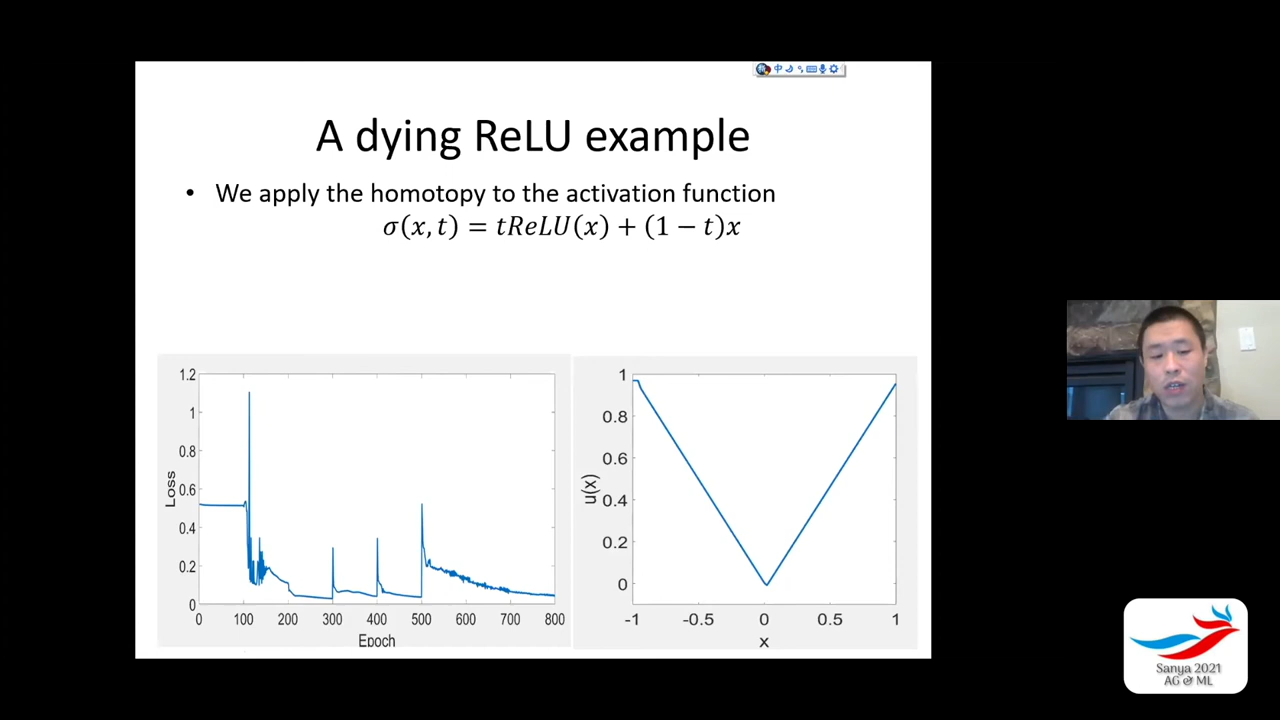 中
A dying ReLU example
• We apply the homotopy to the activation function
σ(x, t) = tReLU(x) + (1 − t)x
1.2
1
0.8
0.6
0.4
0.2
0
Loss
0 100 200 300 400 500 600 700 800
Epoch
1
0.8
0.6
0.4
0.2
0
u(x)
-1 -0.5 0 0.5 1
x
Sanya 2021
AG & ML